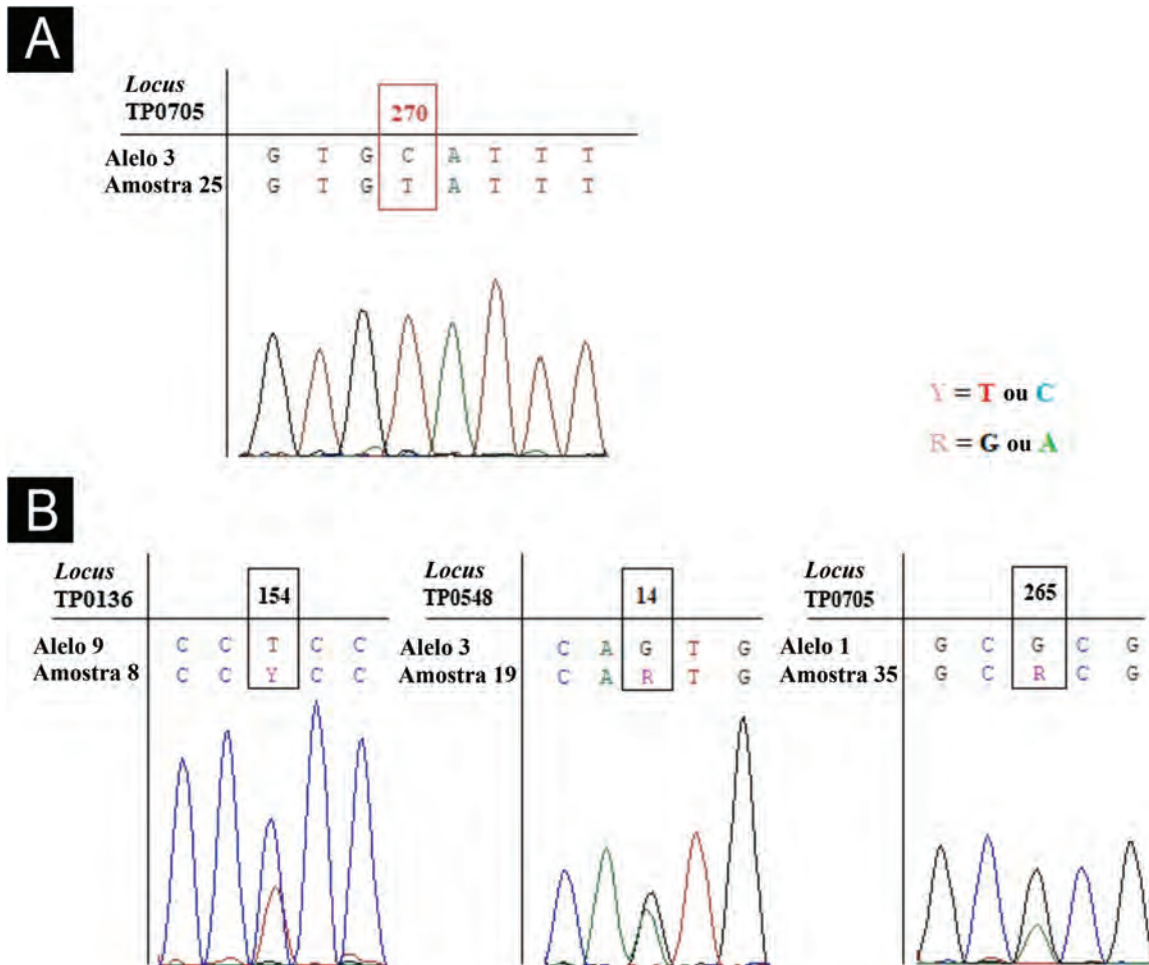 A
Locus
TP0705
270
Alelo 3 G T G C A T T T
Amostra 25 G T G T A T T T
Y = T ou C
R = G ou A
B
Locus
TP0136
154
Alelo 9 C C T C C
Amostra 8 C C Y C C
Locus
TP0548
14
Alelo 3 C A G T G
Amostra 19 C A R T G
Locus
TP0705
265
Alelo 1 G C G C G
Amostra 35 G C R C G